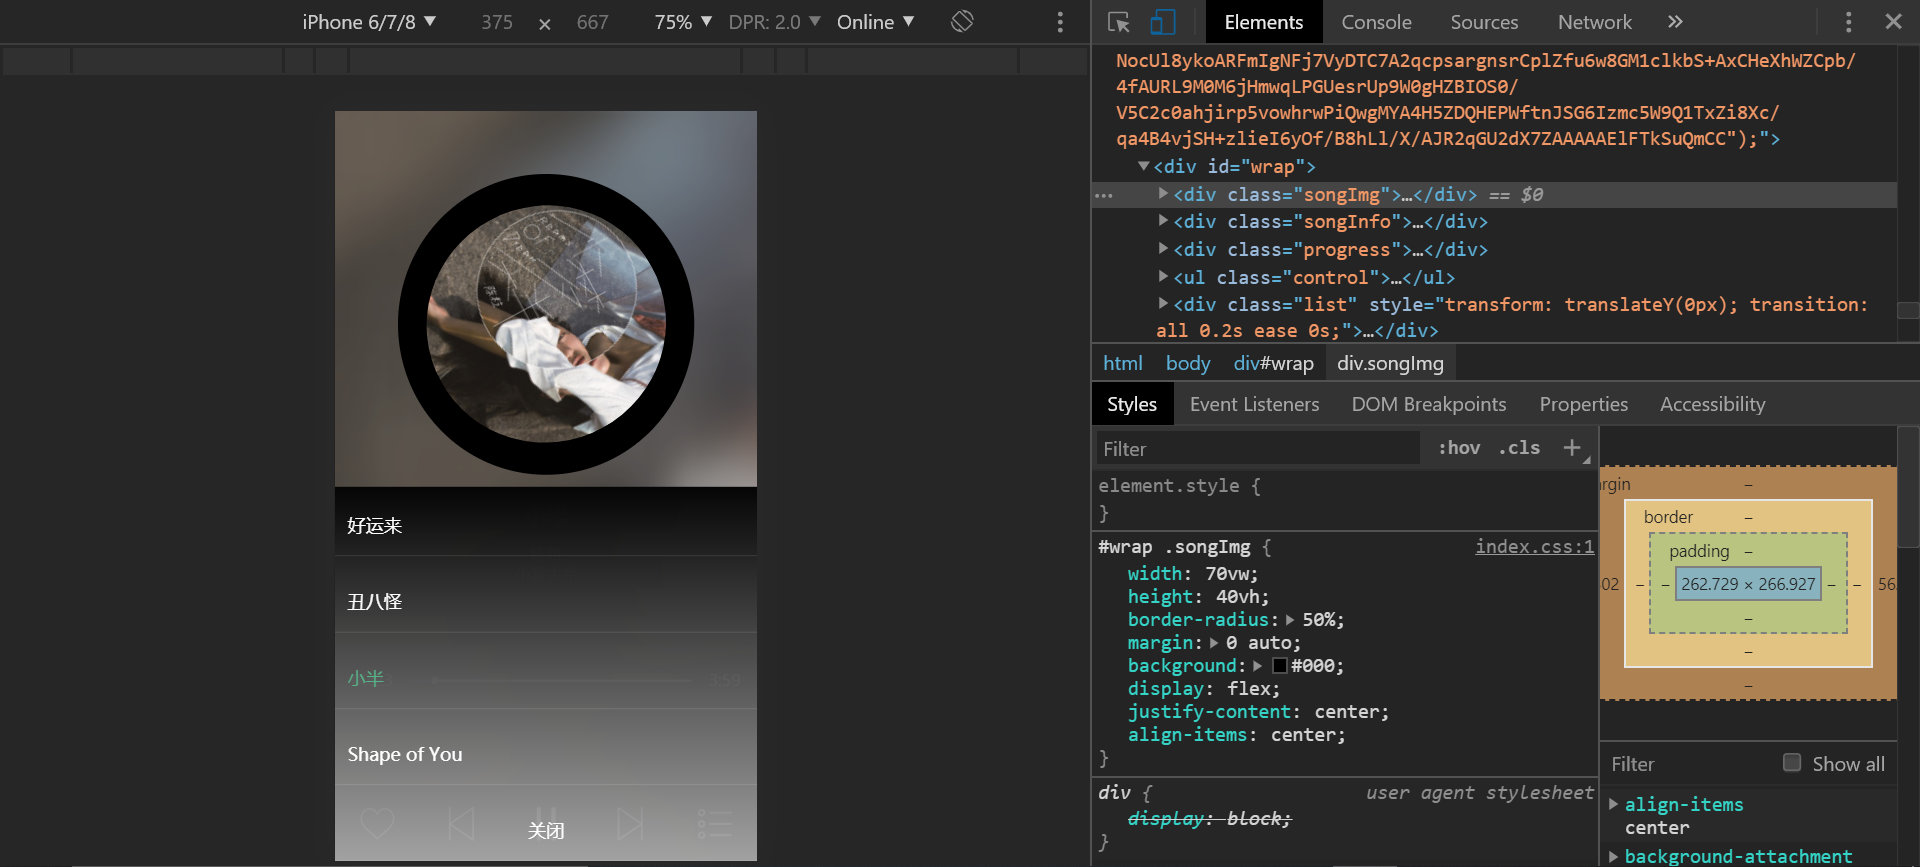 iPhone 6/7/8 ▼ 375 × 667 75% ▼ DPR: 2.0 ▼ Online ▼
Elements Console Sources Network »
NocUl8ykoARFmIgNFj7VyDTC7A2qcpsargnsrCplZfu6w8GM1clkbS+AxCHeXhWZCpb/
4fAURL9M0M6jHmwqLPGUesrUp9W0gHZBIOS0/
V5C2c0ahjirp5vowhrwPiQwgMYA4H5ZDQHEPWftnJSG6Izmc5W9Q1TxZi8Xc/
qa4B4vjSH+zlieI6yOf/B8hLl/X/AJR2qGU2dX7ZAAAAAElFTkSuQmCC");">
▼<div id="wrap">
▶<div class="songImg">…</div> == $0
▶<div class="songInfo">…</div>
▶<div class="progress">…</div>
▶<ul class="control">…</ul>
▶<div class="list" style="transform: translateY(0px); transition:
all 0.2s ease 0s;">…</div>
html body div#wrap div.songImg
Styles Event Listeners DOM Breakpoints Properties Accessibility
Filter :hov .cls +
element.style {
}
#wrap .songImg { index.css:1
width: 70vw;
height: 40vh;
border-radius: ▶ 50%;
margin: ▶ 0 auto;
background: ▶ #000;
display: flex;
justify-content: center;
align-items: center;
}
div { user agent stylesheet
display: block;
}
rgin –
border –
padding –
02 – – 262.729 × 266.927 – – 56.
–
–
–
Filter Show all
▶ align-items
center
▶ background-attachment
好运来
丑八怪
小半
3:59
Shape of You
关闭